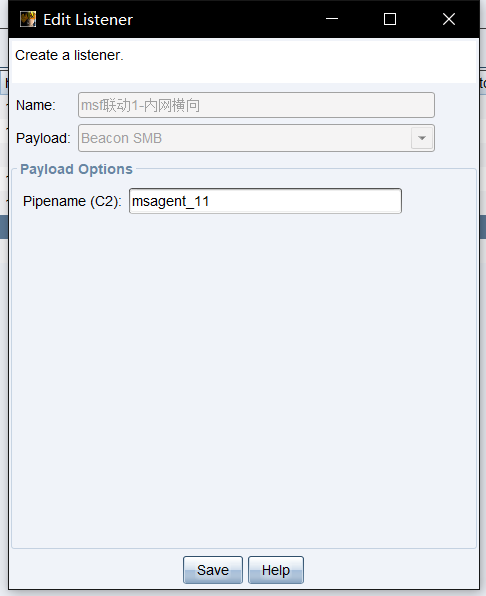 Edit Listener
Create a listener.
Name: msf联动1-内网横向
Payload: Beacon SMB
Payload Options
Pipename (C2): msagent_11
Save Help